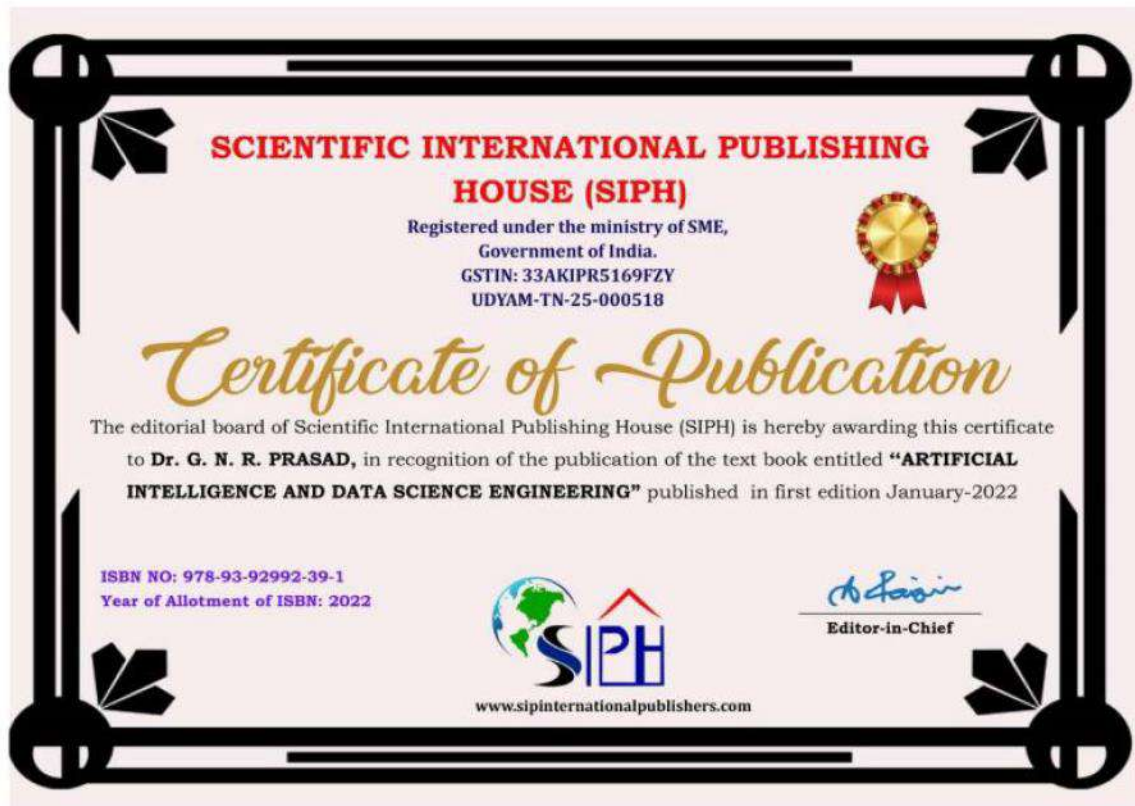 SCIENTIFIC INTERNATIONAL PUBLISHING
HOUSE (SIPH)
Registered under the ministry of SME,
Government of India.
GSTIN: 33AKIPR5169FZY
UDYAM-TN-25-000518
Certificate of Publication
The editorial board of Scientific International Publishing House (SIPH) is hereby awarding this certificate
to Dr. G. N. R. PRASAD, in recognition of the publication of the text book entitled “ARTIFICIAL
INTELLIGENCE AND DATA SCIENCE ENGINEERING” published in first edition January-2022
ISBN NO: 978-93-92992-39-1
Year of Allotment of ISBN: 2022
SIPH
www.sipinternationalpublishers.com
Editor-in-Chief